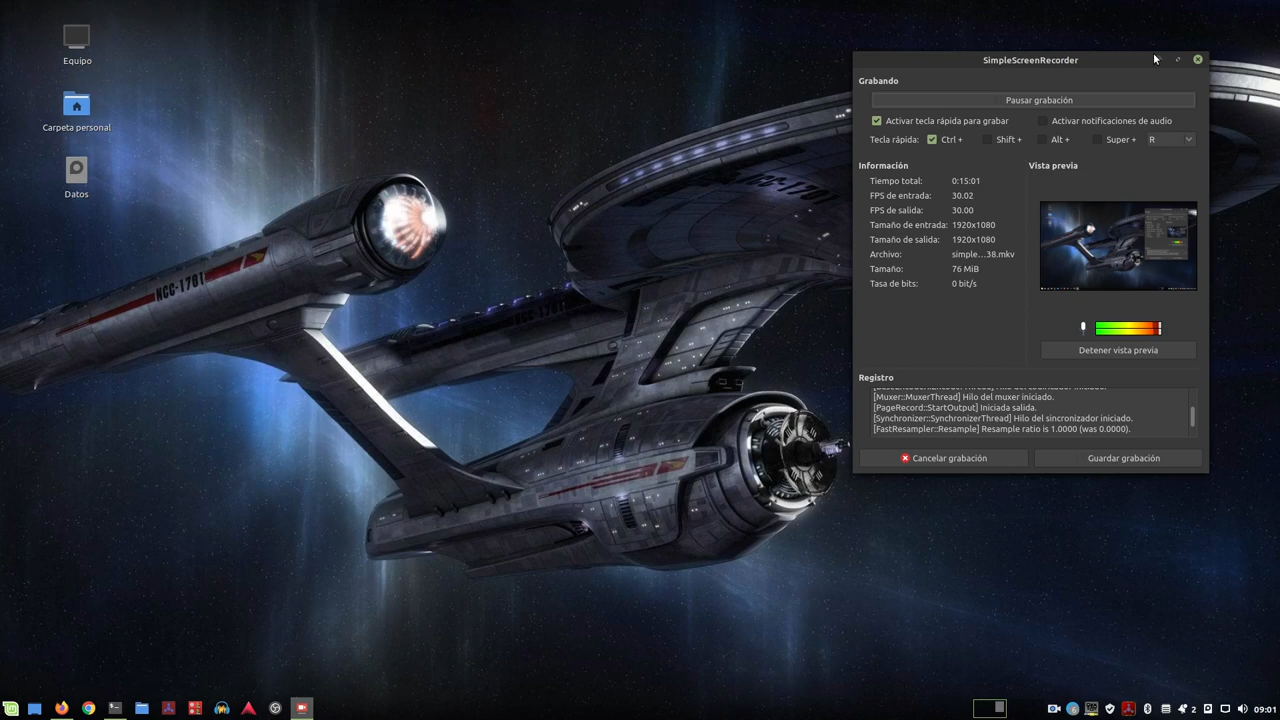 Equipo
Carpeta personal
Datos
NCC-1701
NCC-1701
SimpleScreenRecorder
Grabando
Pausar grabación
Activar tecla rápida para grabar
Activar notificaciones de audio
Tecla rápida: Ctrl + Shift + Alt + Super + R
Información
Vista previa
Tiempo total: 0:15:01
FPS de entrada: 30.02
FPS de salida: 30.00
Tamaño de entrada: 1920x1080
Tamaño de salida: 1920x1080
Archivo: simple...38.mkv
Tamaño: 76 MiB
Tasa de bits: 0 bit/s
Detener vista previa
Registro
[Muxer::MuxerThread] Hilo del muxer iniciado.
[PageRecord::StartOutput] Iniciada salida.
[Synchronizer::SynchronizerThread] Hilo del sincronizador iniciado.
[FastResampler::Resample] Resample ratio is 1.0000 (was 0.0000).
Cancelar grabación
Guardar grabación
2
09:01